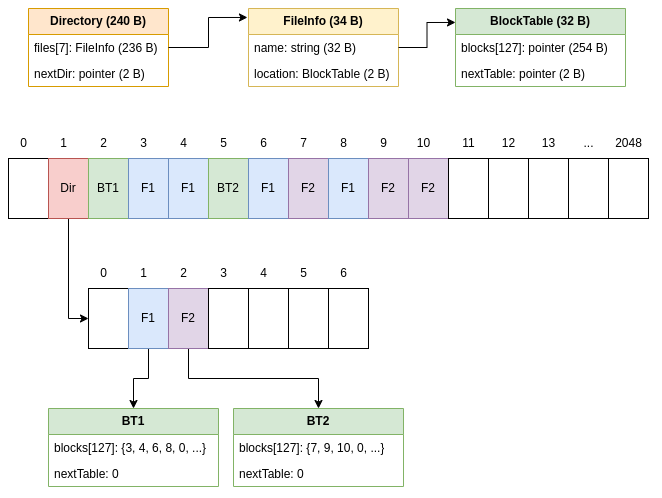 Directory (240 B)
files[7]: FileInfo (236 B)
nextDir: pointer (2 B)
FileInfo (34 B)
name: string (32 B)
location: BlockTable (2 B)
BlockTable (32 B)
blocks[127]: pointer (254 B)
nextTable: pointer (2 B)
0 1 2 3 4 5 6 7 8 9 10 11 12 13 ... 2048
Dir BT1 F1 F1 BT2 F1 F2 F1 F2 F2
0 1 2 3 4 5 6
F1 F2
BT1
blocks[127]: {3, 4, 6, 8, 0, ...}
nextTable: 0
BT2
blocks[127]: {7, 9, 10, 0, ...}
nextTable: 0